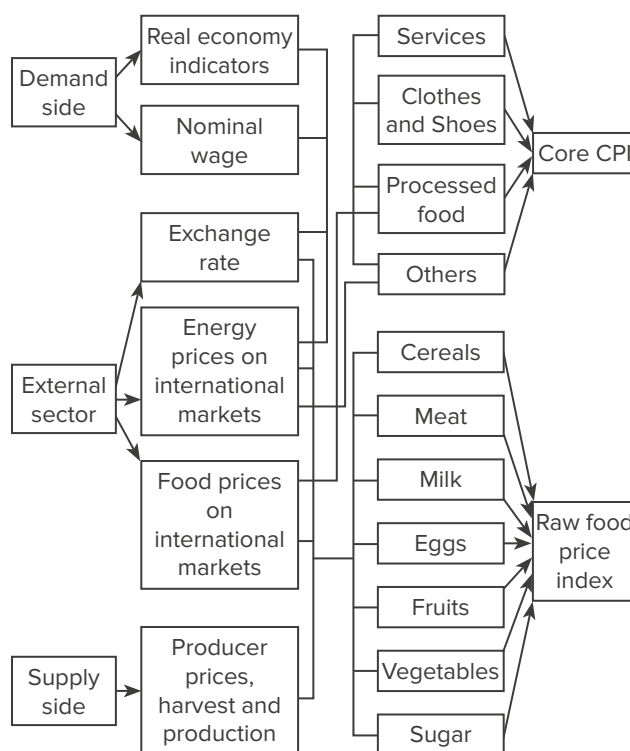 Demand
side
External
sector
Supply
side
Real economy
indicators
Nominal
wage
Exchange
rate
Energy
prices on
international
markets
Food prices
on
international
markets
Producer
prices,
harvest and
production
Services
Clothes
and Shoes
Processed
food
Others
Cereals
Meat
Milk
Eggs
Fruits
Vegetables
Sugar
Core CPI
Raw food
price
index